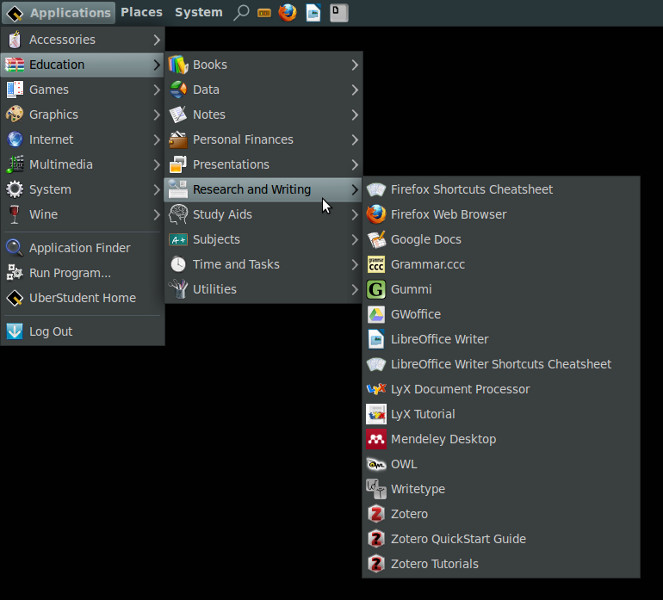 Applications Places System
Accessories
Education
Games
Graphics
Internet
Multimedia
System
Wine
Application Finder
Run Program...
UberStudent Home
Log Out
Books
Data
Notes
Personal Finances
Presentations
Research and Writing
Study Aids
Subjects
Time and Tasks
Utilities
Firefox Shortcuts Cheatsheet
Firefox Web Browser
Google Docs
Grammar.ccc
Gummi
GWoffice
LibreOffice Writer
LibreOffice Writer Shortcuts Cheatsheet
LyX Document Processor
LyX Tutorial
Mendeley Desktop
OWL
Writetype
Zotero
Zotero QuickStart Guide
Zotero Tutorials